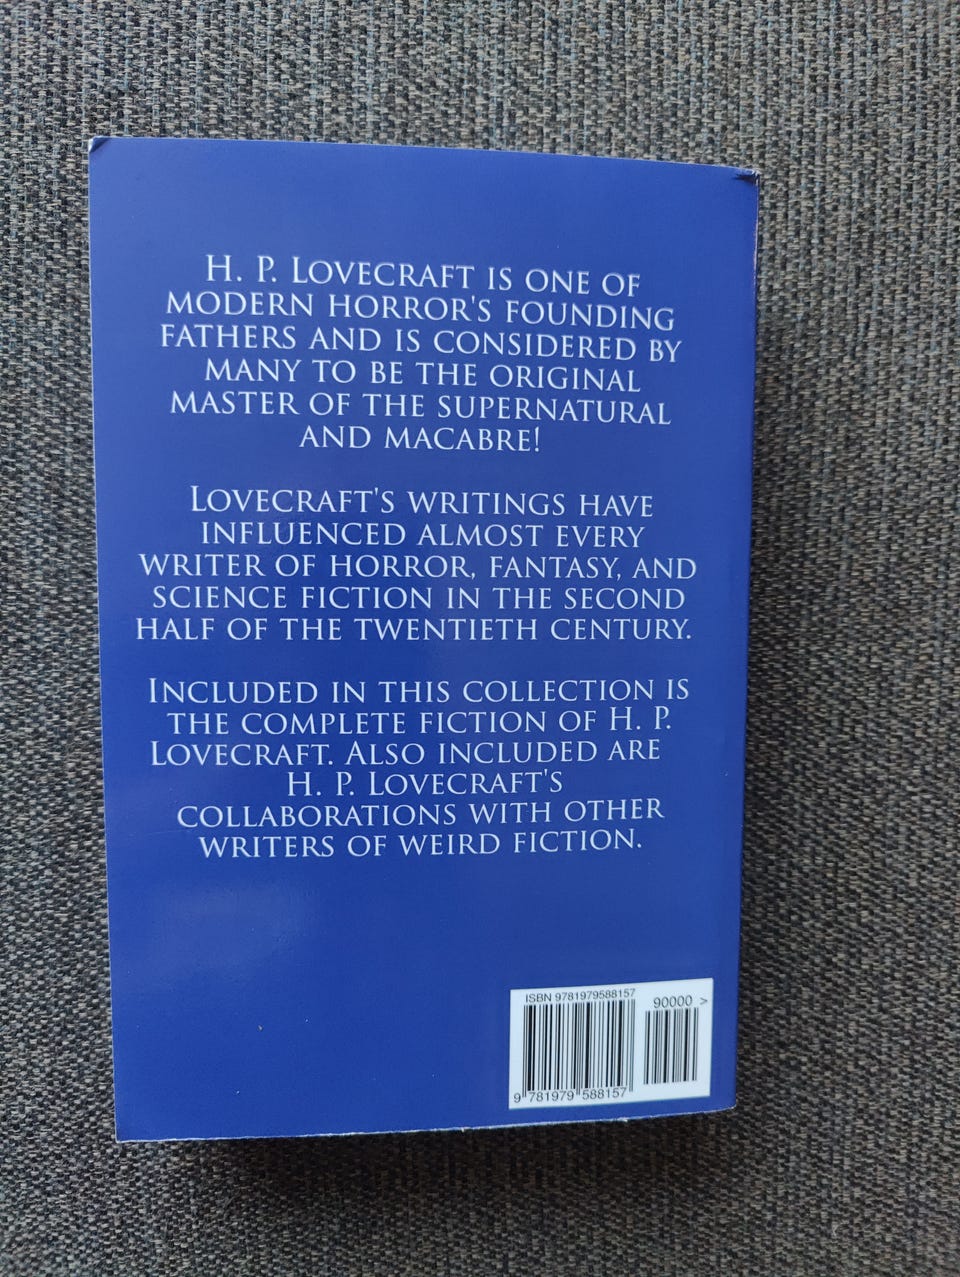 H. P. LOVECRAFT IS ONE OF
MODERN HORROR'S FOUNDING
FATHERS AND IS CONSIDERED BY
MANY TO BE THE ORIGINAL
MASTER OF THE SUPERNATURAL
AND MACABRE!
LOVECRAFT'S WRITINGS HAVE
INFLUENCED ALMOST EVERY
WRITER OF HORROR, FANTASY, AND
SCIENCE FICTION IN THE SECOND
HALF OF THE TWENTIETH CENTURY.
INCLUDED IN THIS COLLECTION IS
THE COMPLETE FICTION OF H. P.
LOVECRAFT. ALSO INCLUDED ARE
H. P. LOVECRAFT'S
COLLABORATIONS WITH OTHER
WRITERS OF WEIRD FICTION.
ISBN 9781979588157
90000 >
9 781979 588157